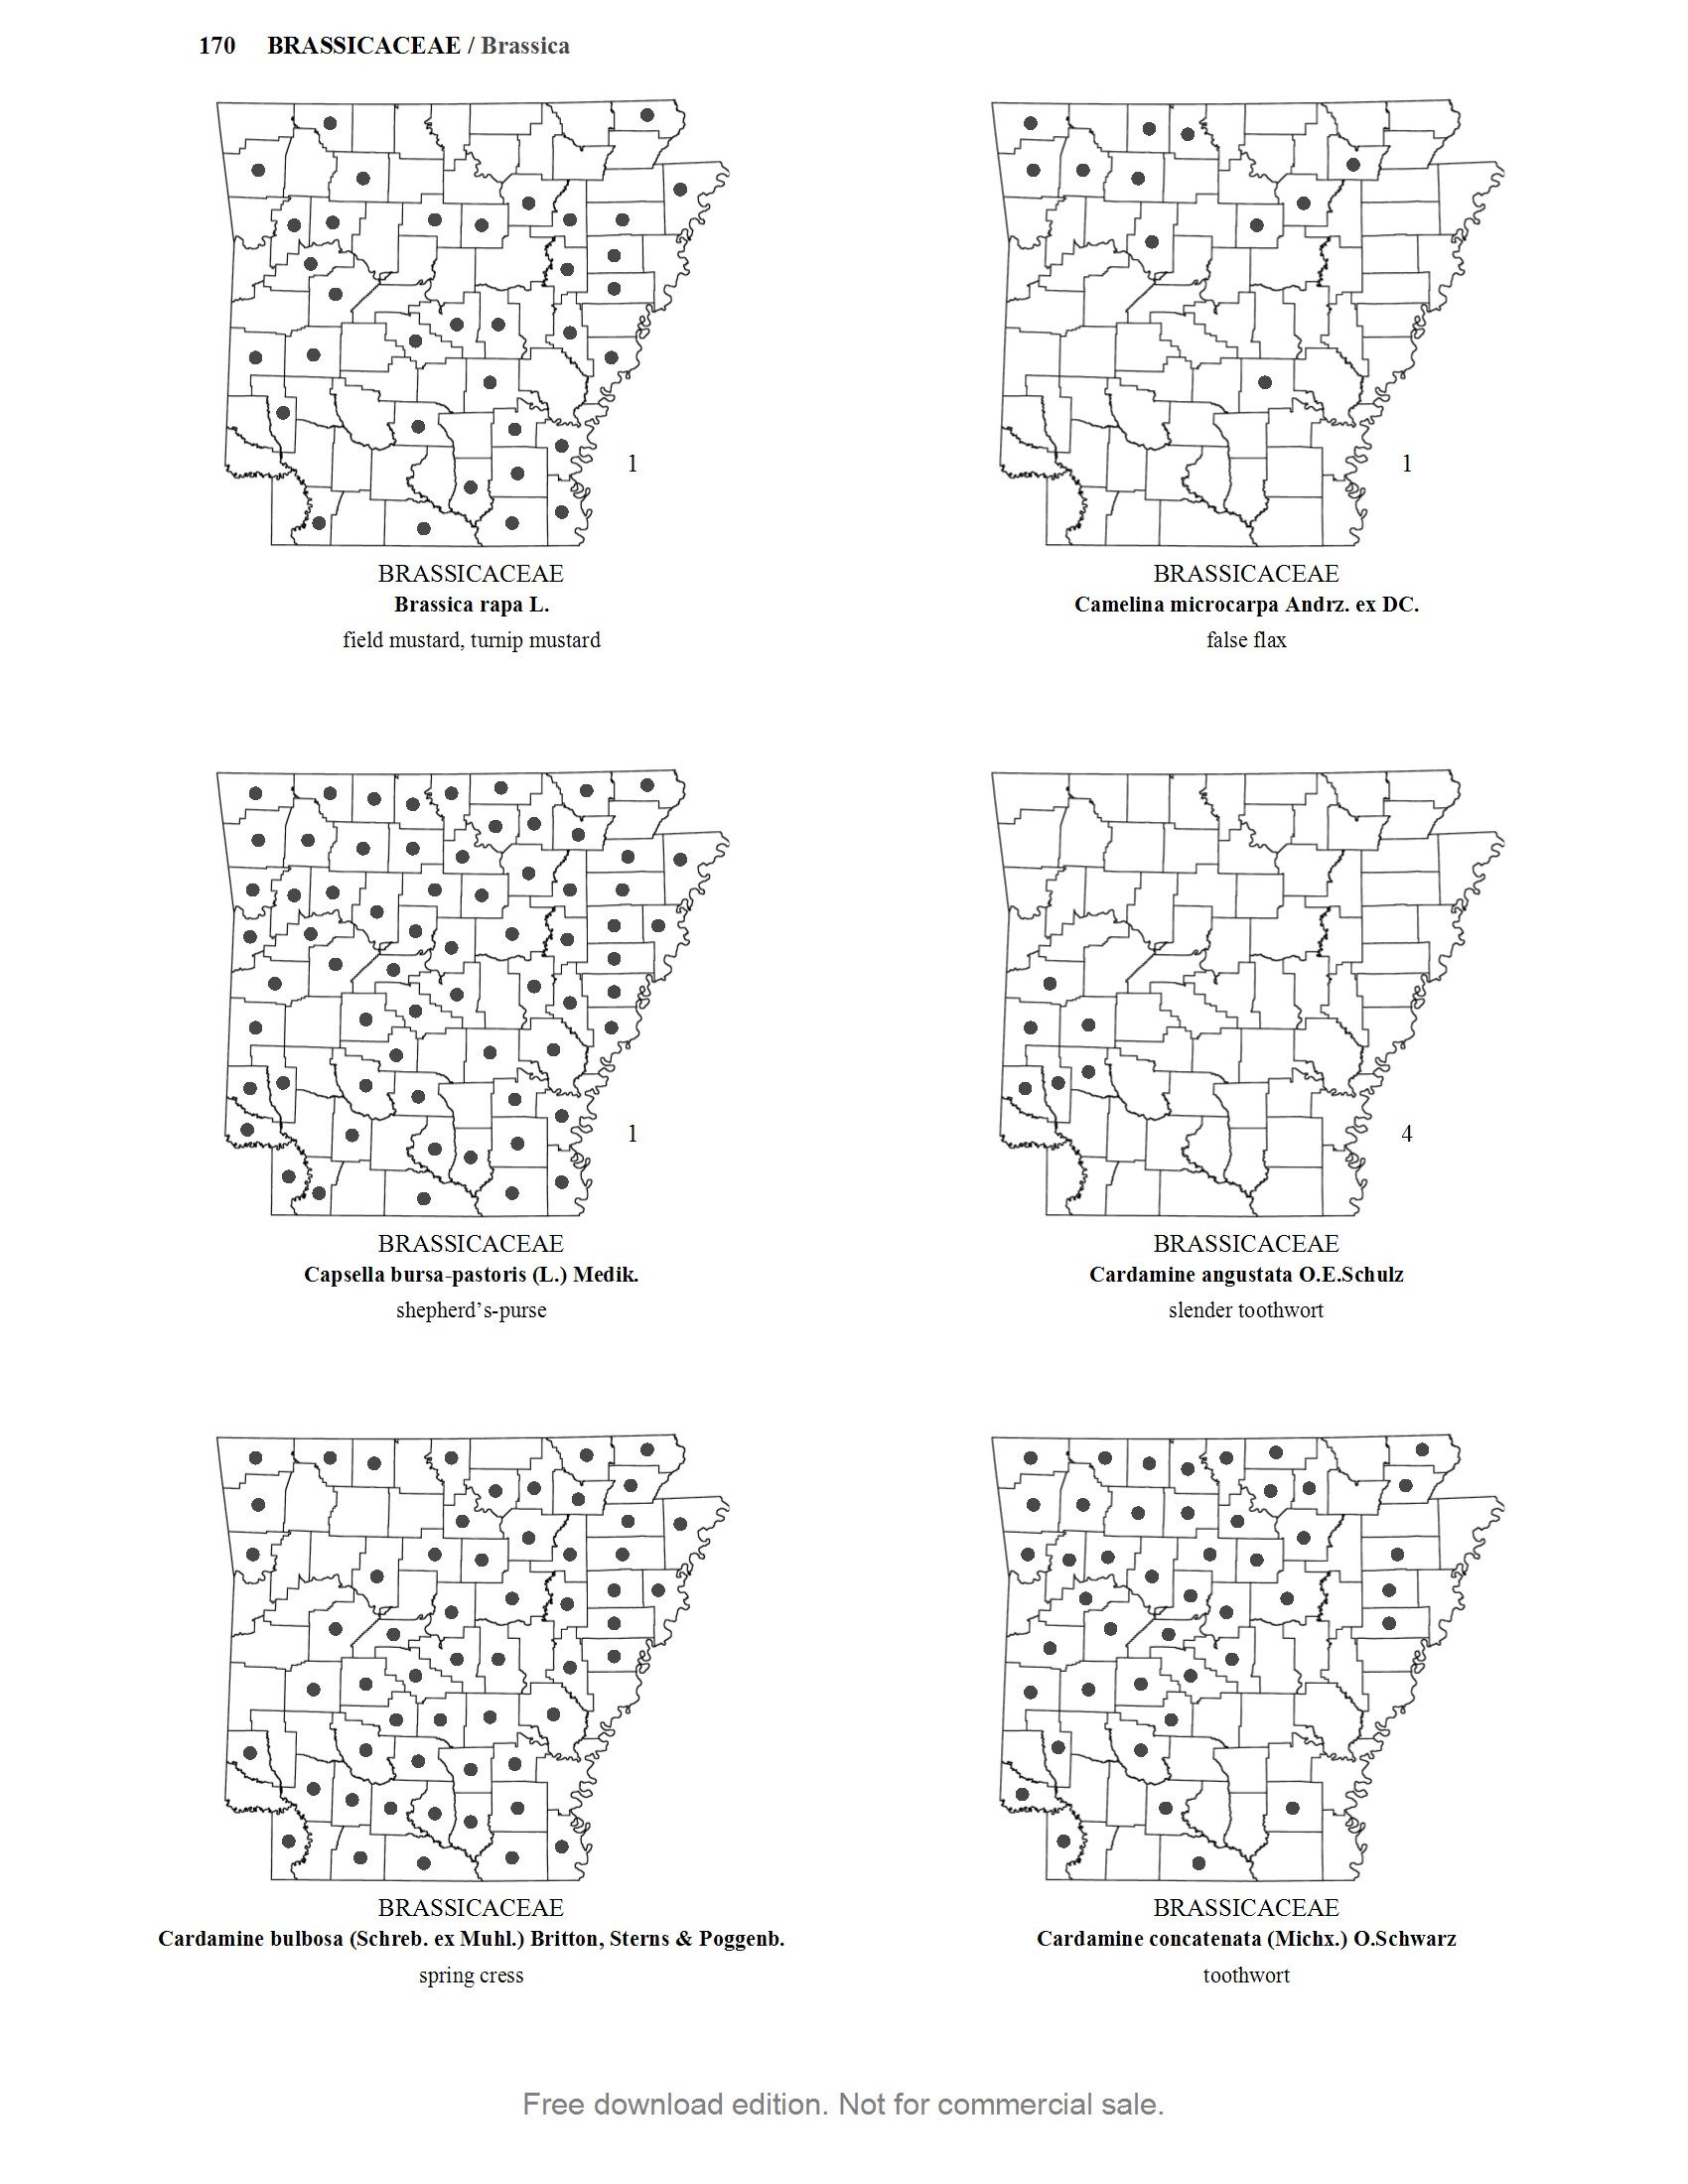 170 BRASSICACEAE / Brassica
1
BRASSICACEAE
Brassica rapa L.
field mustard, turnip mustard
1
BRASSICACEAE
Camelina microcarpa Andrz. ex DC.
false flax
1
BRASSICACEAE
Capsella bursa-pastoris (L.) Medik.
shepherd’s-purse
4
BRASSICACEAE
Cardamine angustata O.E.Schulz
slender toothwort
BRASSICACEAE
Cardamine bulbosa (Schreb. ex Muhl.) Britton, Sterns & Poggenb.
spring cress
BRASSICACEAE
Cardamine concatenata (Michx.) O.Schwarz
toothwort
Free download edition. Not for commercial sale.